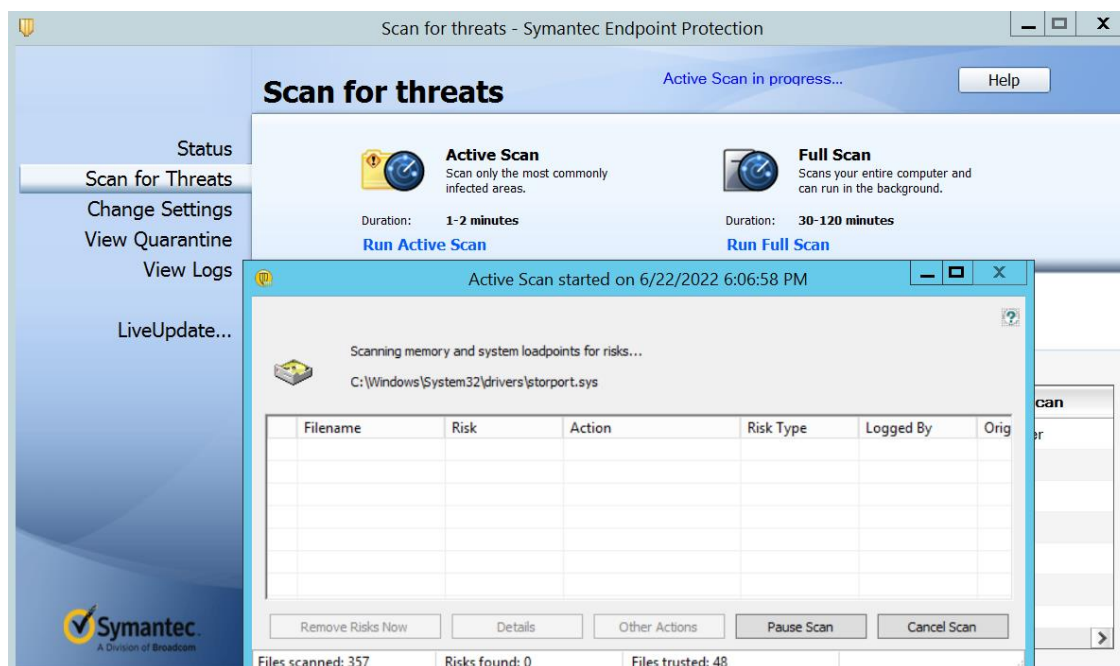 Scan for threats - Symantec Endpoint Protection
Scan for threats
Active Scan in progress...
Help
Status
Scan for Threats
Change Settings
View Quarantine
View Logs
LiveUpdate...
Active Scan
Scan only the most commonly
infected areas.
Duration: 1-2 minutes
Run Active Scan
Full Scan
Scans your entire computer and
can run in the background.
Duration: 30-120 minutes
Run Full Scan
Active Scan started on 6/22/2022 6:06:58 PM
Scanning memory and system loadpoints for risks...
C:\Windows\System32\drivers\storport.sys
Filename Risk Action Risk Type Logged By Orig
Remove Risks Now Details Other Actions Pause Scan Cancel Scan
Files scanned: 357 Risks found: 0 Files trusted: 48
can
er
Symantec.
A Division of Broadcom